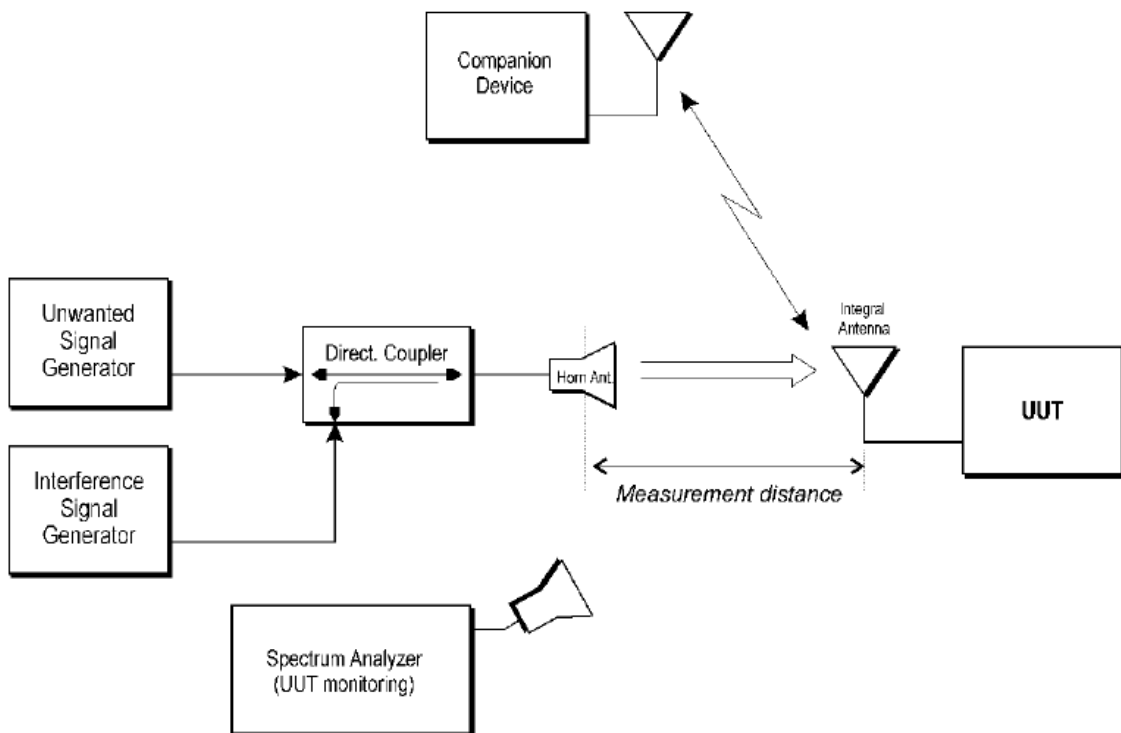 Companion
Device
Unwanted
Signal
Generator
Direct. Coupler
Horn Ant.
Integral
Antenna
UUT
Interference
Signal
Generator
Measurement distance
Spectrum Analyzer
(UUT monitoring)